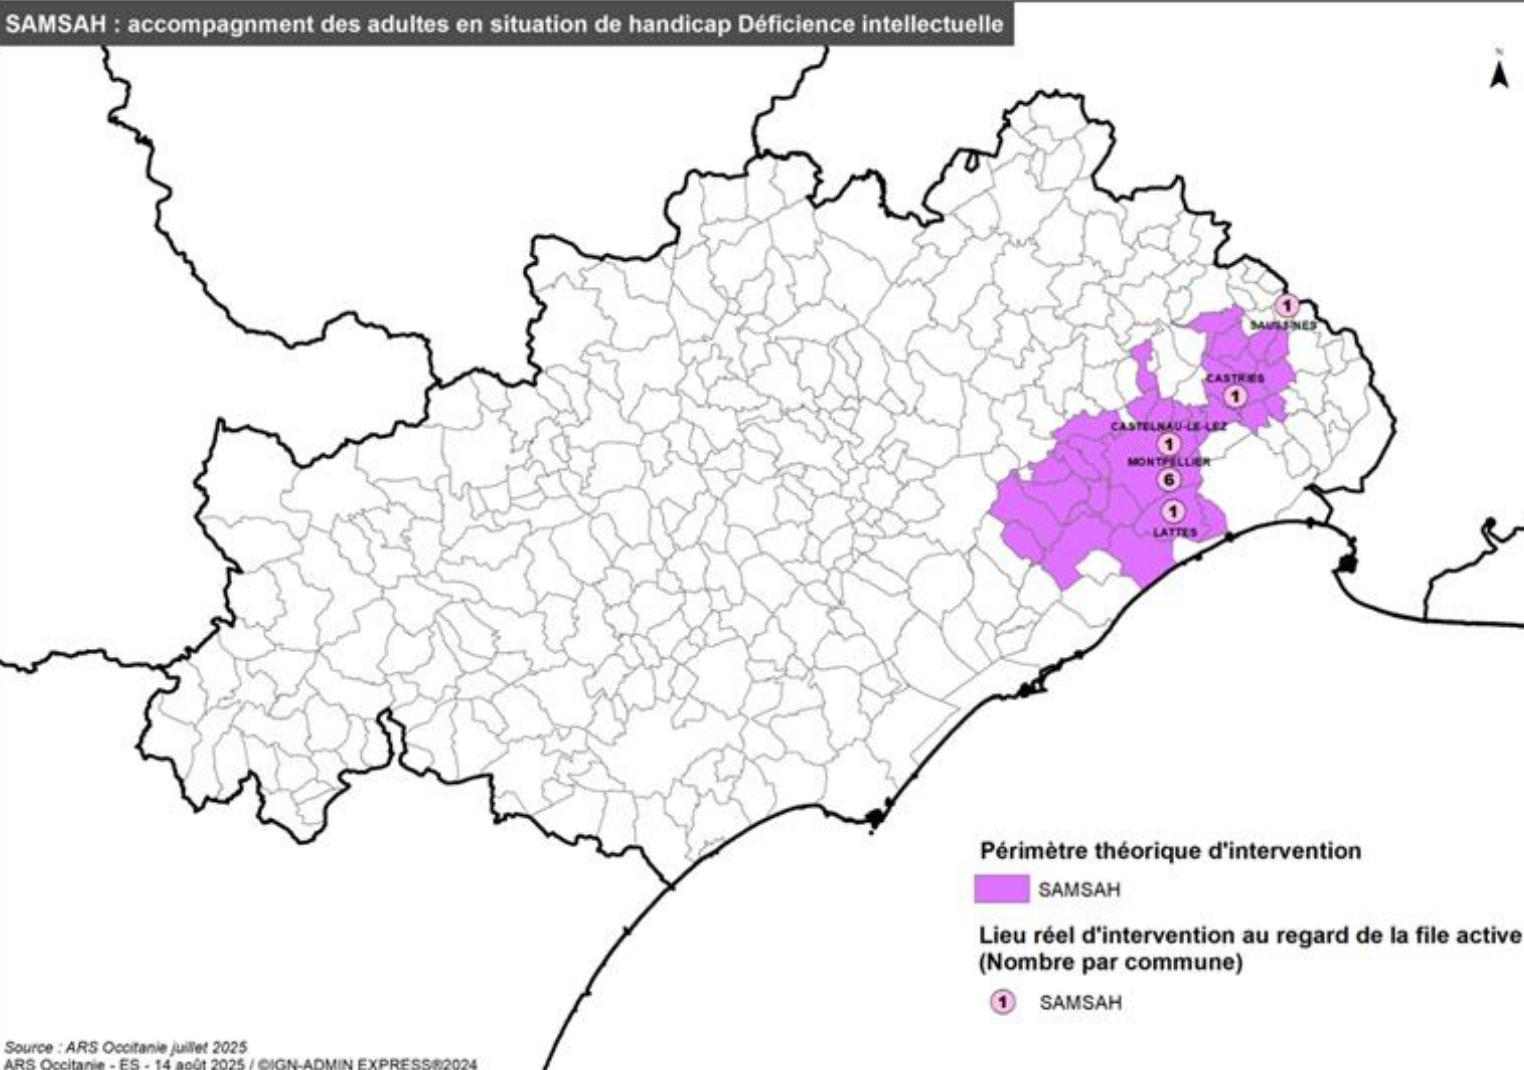 SAMSAH : accompagnment des adultes en situation de handicap Déficience intellectuelle
N
1
SAUSSINES
CASTRIES
1
CASTELNAU-LE-LEZ
1
MONTPELLIER
6
1
LATTES
Périmètre théorique d'intervention
SAMSAH
Lieu réel d'intervention au regard de la file active
(Nombre par commune)
1 SAMSAH
Source : ARS Occitanie juillet 2025
ARS Occitanie - ES - 14 août 2025 / ©IGN-ADMIN EXPRESS®2024